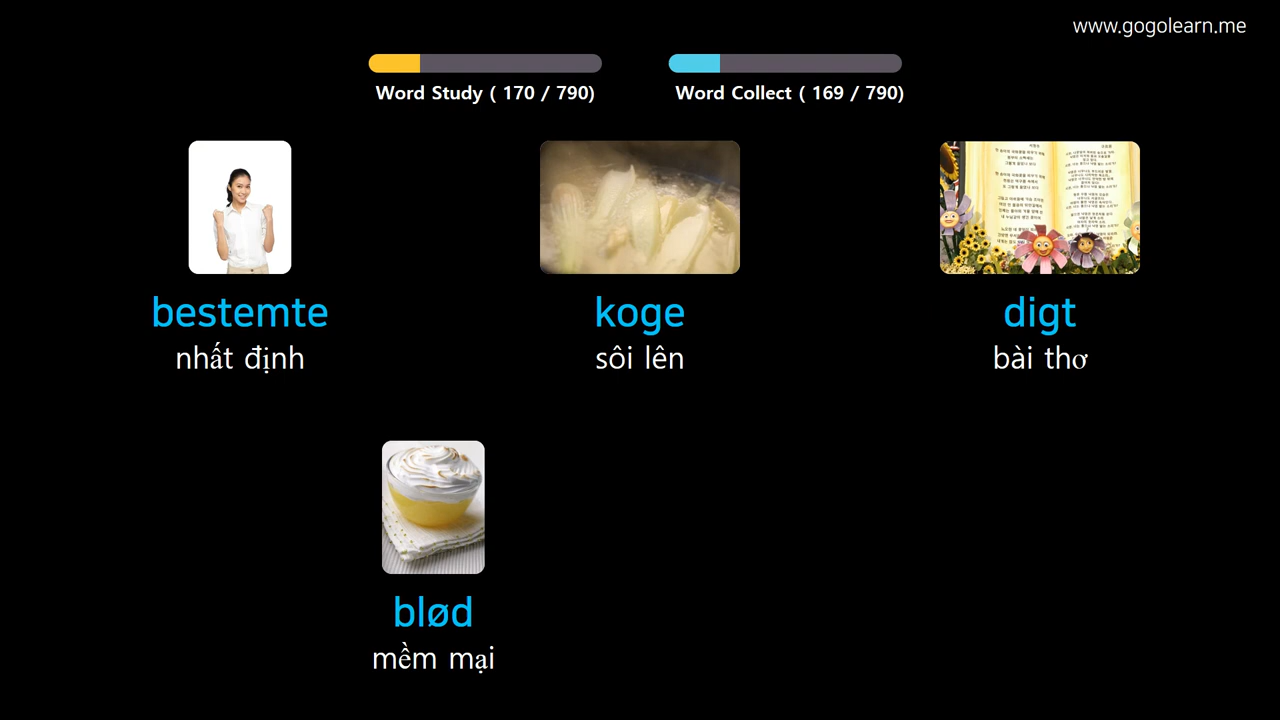 www.gogolearn.me
Word Study ( 170 / 790)
Word Collect ( 169 / 790)
bestemte
nhất định
koge
sôi lên
digt
bài thơ
blød
mềm mại